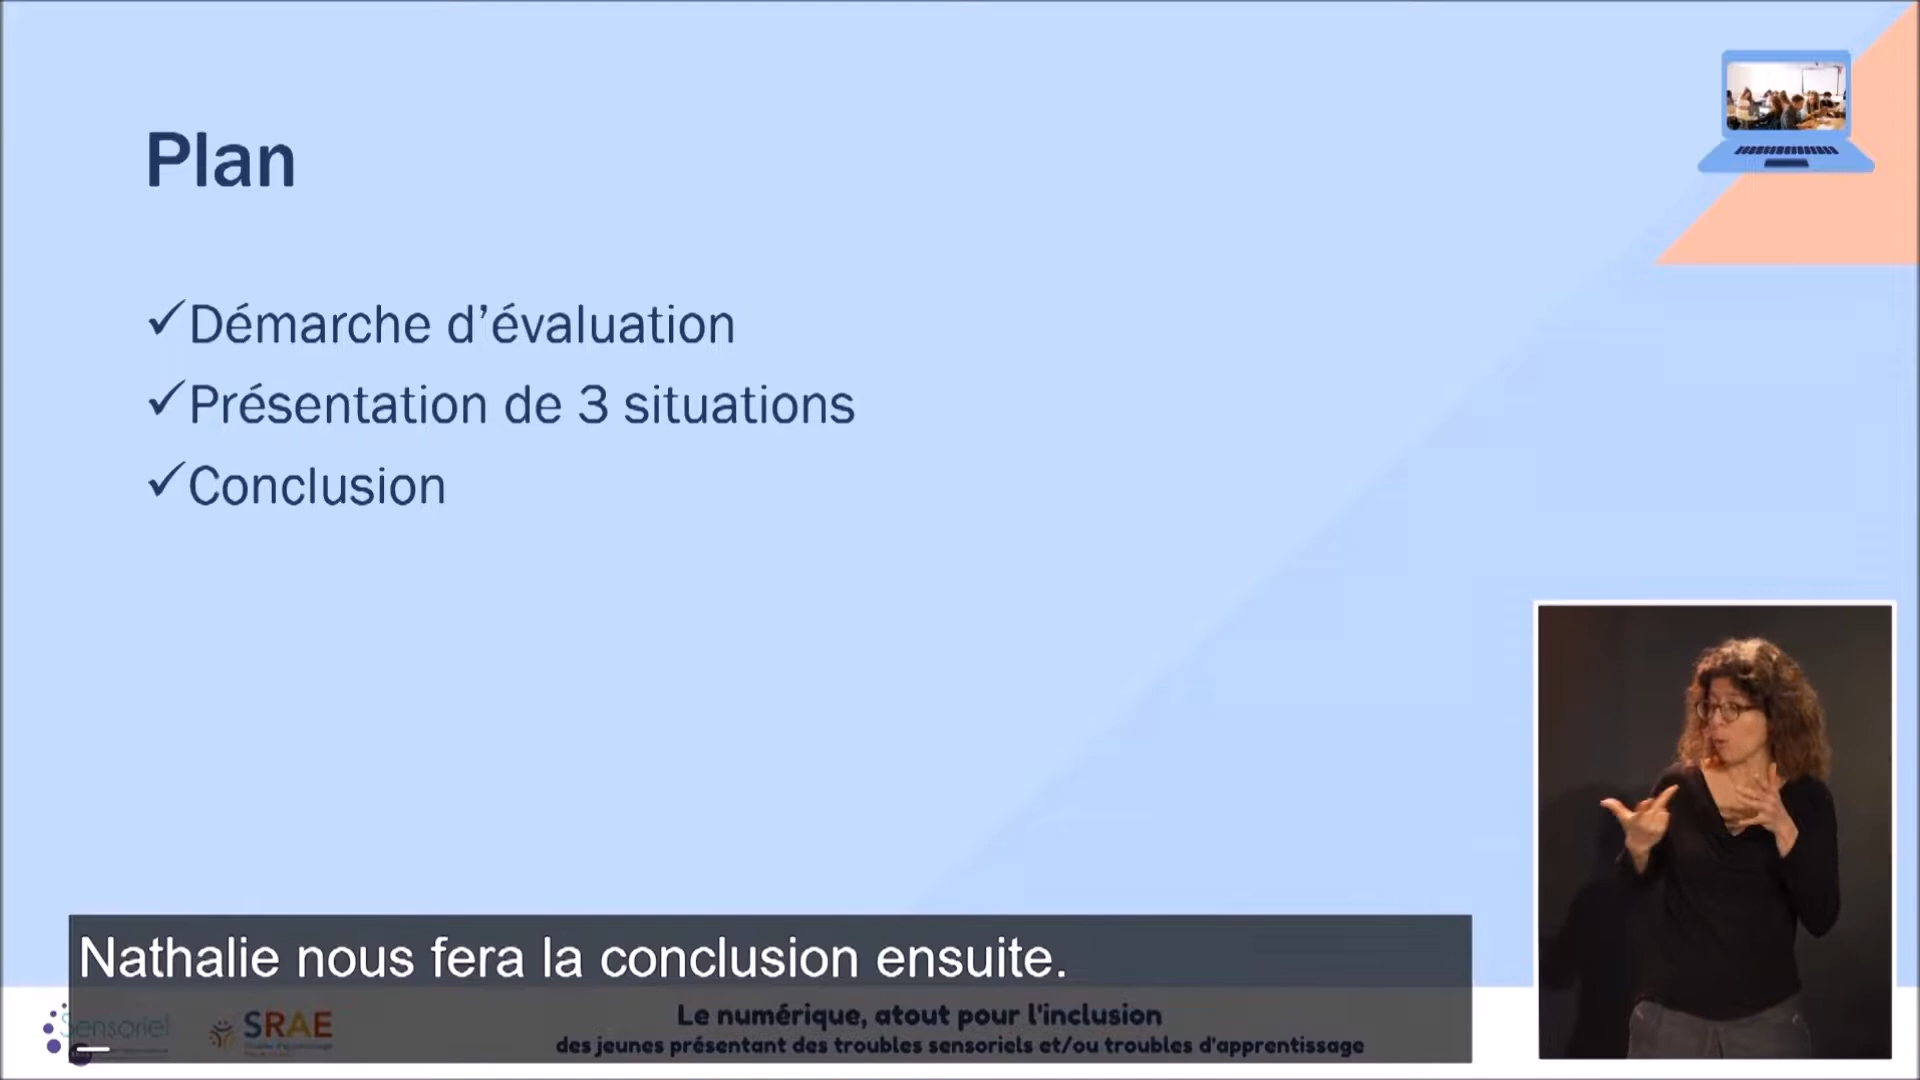 Plan
✓Démarche d'évaluation
✓Présentation de 3 situations
✓Conclusion
Nathalie nous fera la conclusion ensuite.
Sensoriel
SRAE
Le numérique, atout pour l'inclusion
des jeunes présentant des troubles sensoriels et/ou troubles d'apprentissage